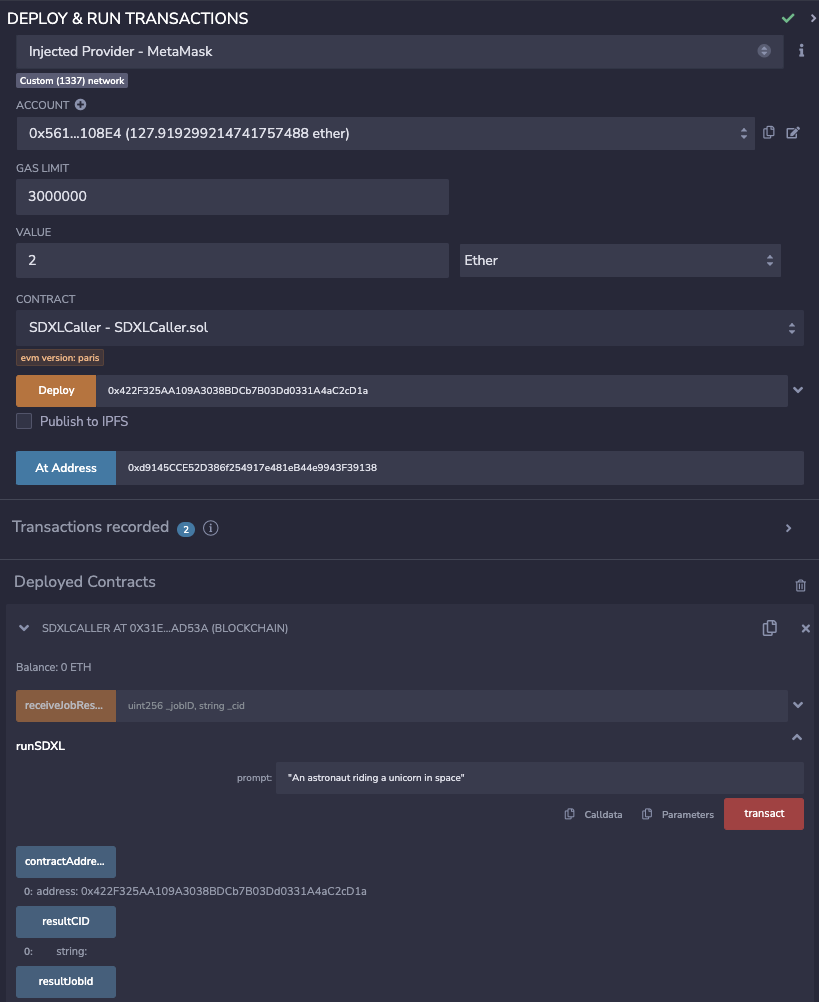 DEPLOY & RUN TRANSACTIONS
Injected Provider - MetaMask
Custom (1337) network
ACCOUNT
0x561...108E4 (127.919299214741757488 ether)
GAS LIMIT
3000000
VALUE
2
Ether
CONTRACT
SDXLCaller - SDXLCaller.sol
evm version: paris
Deploy
0x422F325AA109A3038BDCb7B03Dd0331A4aC2cD1a
Publish to IPFS
At Address
0xd9145CCE52D386f254917e481eB44e9943F39138
Transactions recorded 2
Deployed Contracts
SDXLCALLER AT 0X31E...AD53A (BLOCKCHAIN)
Balance: 0 ETH
receiveJobRes...
uint256 _jobID, string _cid
runSDXL
prompt:
"An astronaut riding a unicorn in space"
Calldata
Parameters
transact
contractAddre...
0: address: 0x422F325AA109A3038BDCb7B03Dd0331A4aC2cD1a
resultCID
0: string:
resultJobId